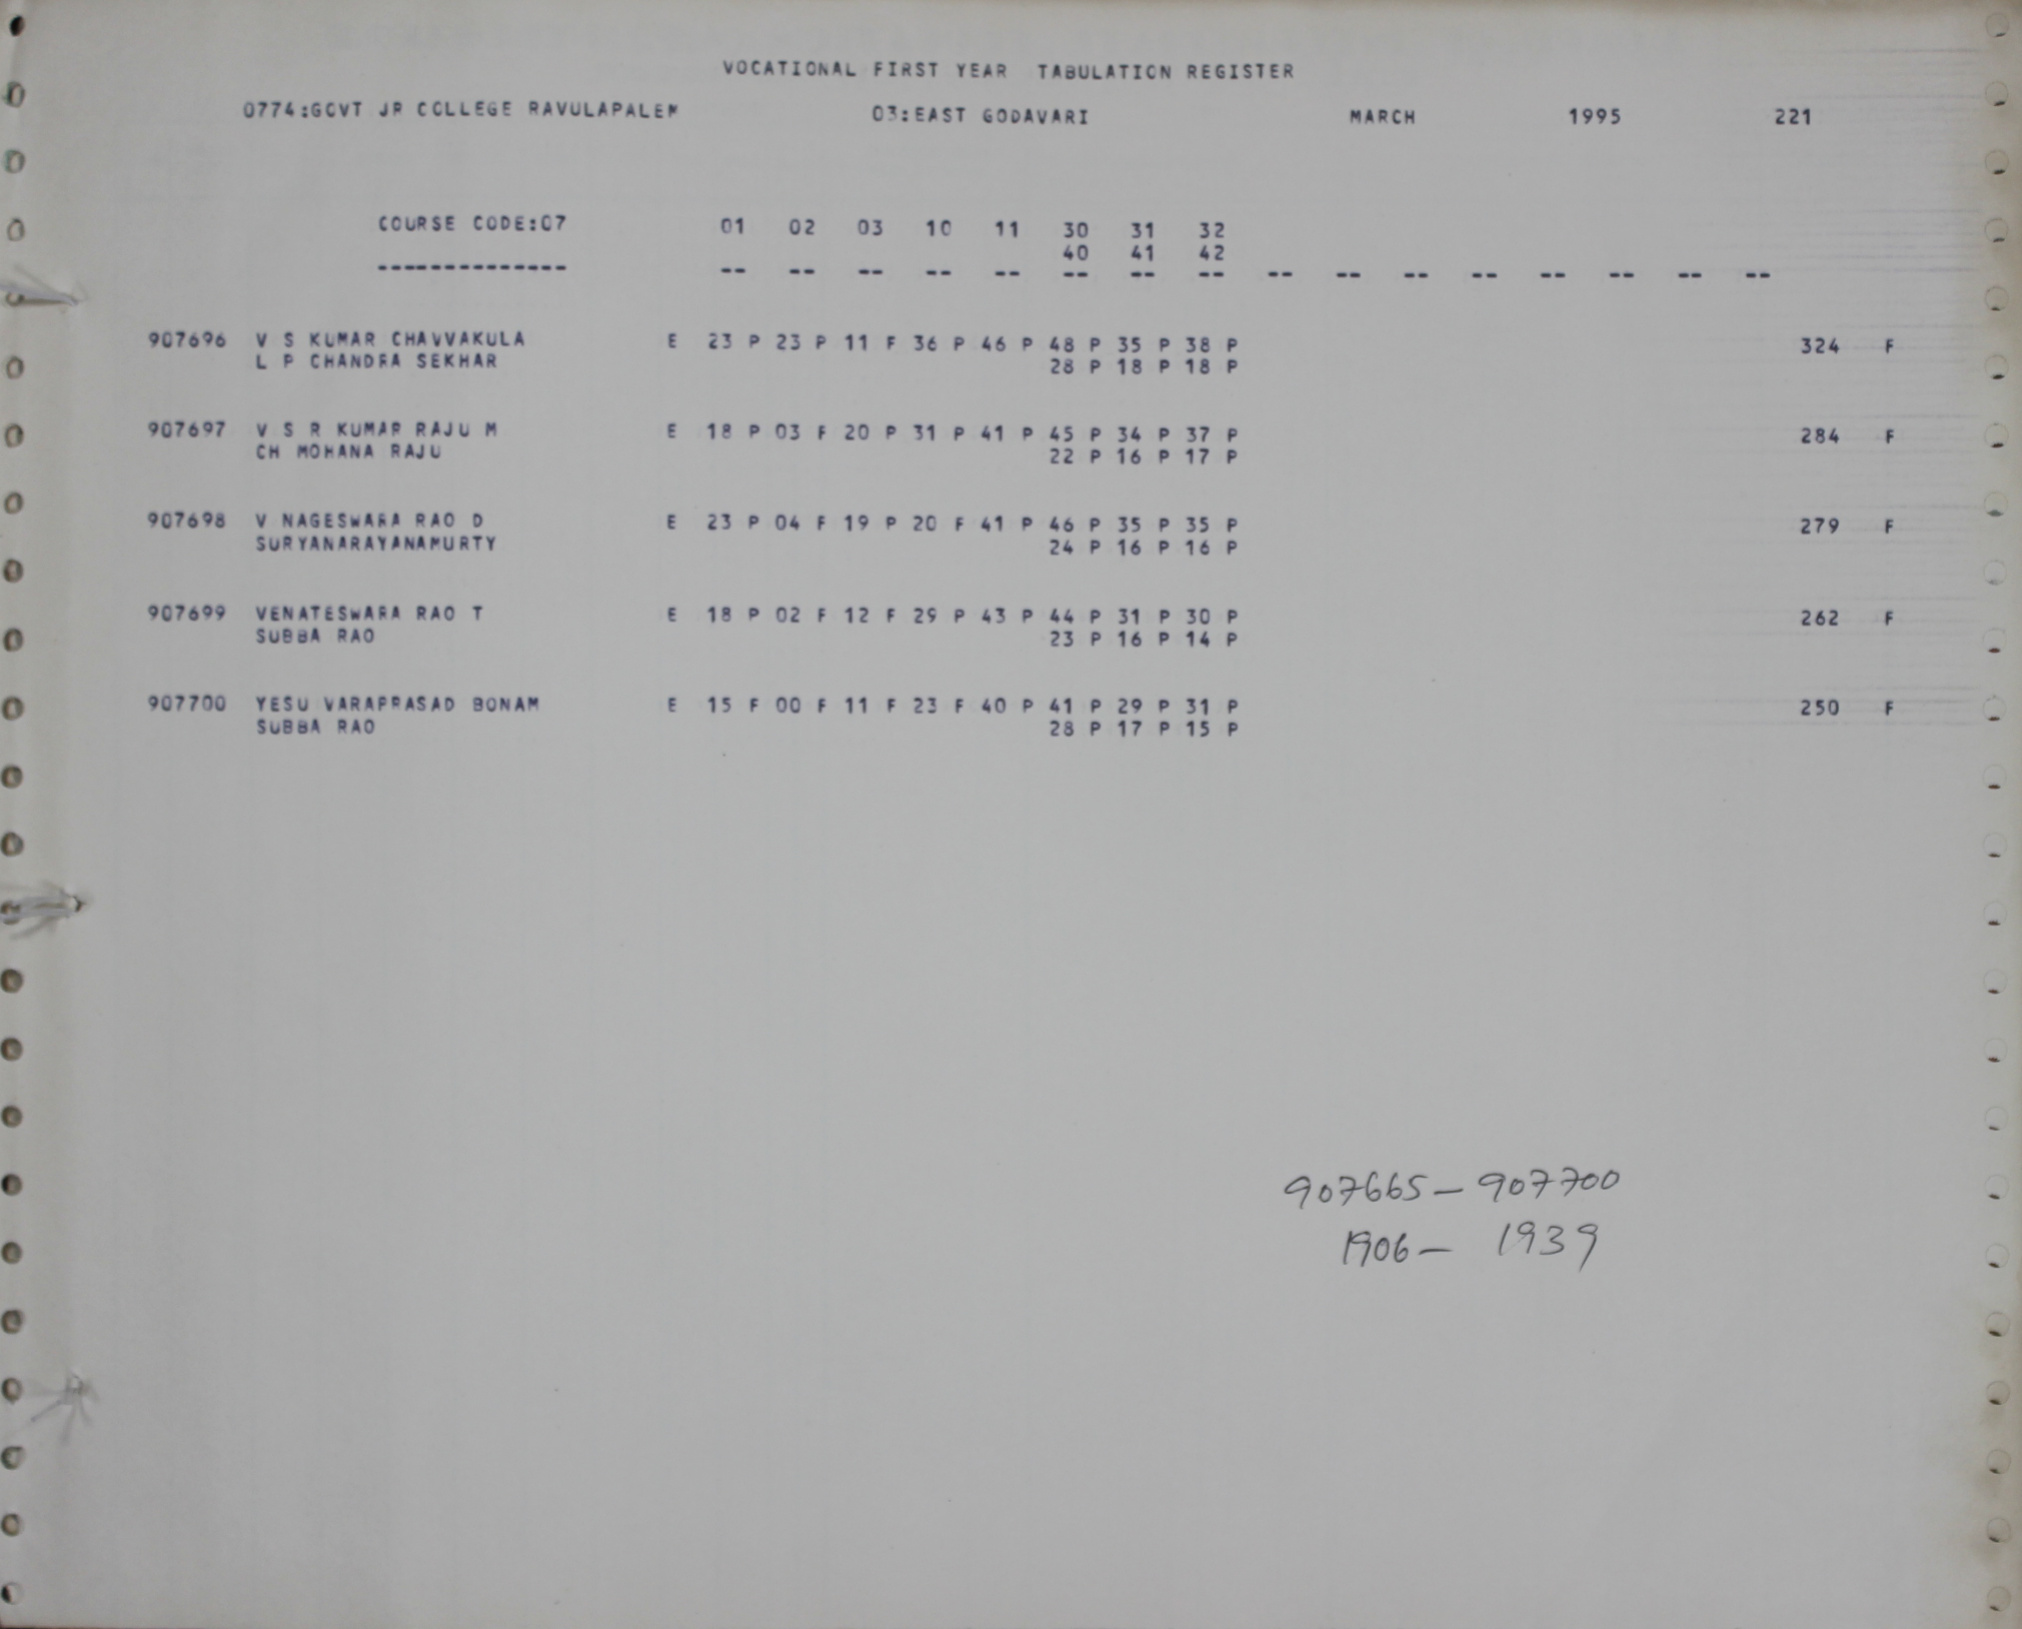 VOCATIONAL FIRST YEAR TABULATION REGISTER
0774:GOVT JR COLLEGE RAVULAPALEM 03:EAST GODAVARI MARCH 1995 221
COURSE CODE:07 01 02 03 10 11 30 31 32
40 41 42
-------------- -- -- -- -- -- -- -- -- -- -- -- -- -- -- -- --
907696 V S KUMAR CHAVVAKULA E 23 P 23 P 11 F 36 P 46 P 48 P 35 P 38 P 324 F
L P CHANDRA SEKHAR 28 P 18 P 18 P
907697 V S R KUMAR RAJU M E 18 P 03 F 20 P 31 P 41 P 45 P 34 P 37 P 284 F
CH MOHANA RAJU 22 P 16 P 17 P
907698 V NAGESWARA RAO D E 23 P 04 F 19 P 20 F 41 P 46 P 35 P 35 P 279 F
SURYANARAYANAMURTY 24 P 16 P 16 P
907699 VENATESWARA RAO T E 18 P 02 F 12 F 29 P 43 P 44 P 31 P 30 P 262 F
SUBBA RAO 23 P 16 P 14 P
907700 YESU VARAPRASAD BONAM E 15 F 00 F 11 F 23 F 40 P 41 P 29 P 31 P 250 F
SUBBA RAO 28 P 17 P 15 P
907665 - 907700
1906 - 1939